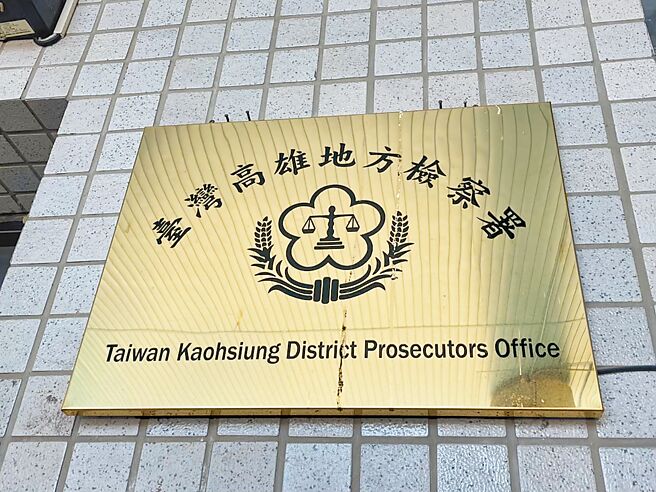 臺灣高雄地方檢察署
Taiwan Kaohsiung District Prosecutors Office